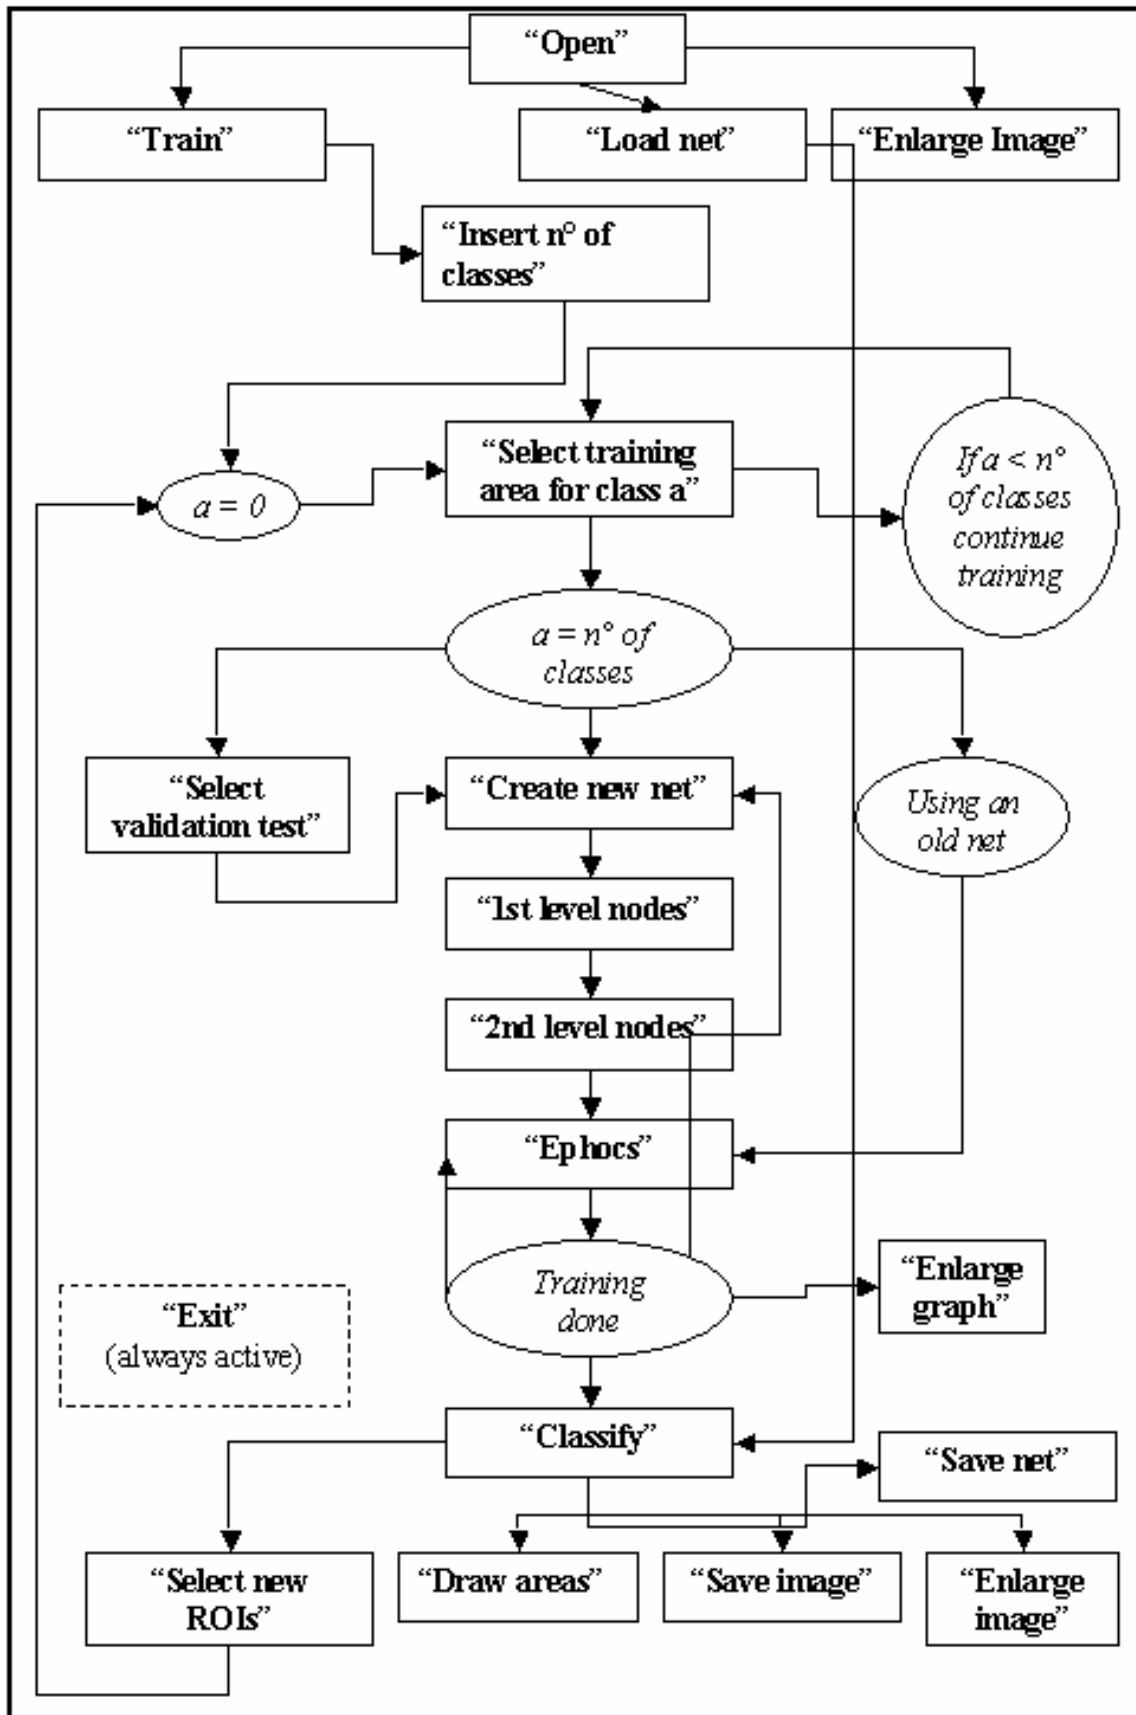 “Open”
“Train”
“Load net”
“Enlarge Image”
“Insert n° of
classes”
“Select training
area for class a”
If a < n°
of classes
continue
training
a = 0
a = n° of
classes
“Select
validation test”
“Create new net”
Using an
old net
“1st level nodes”
“2nd level nodes”
“Ephocs”
Training
done
“Enlarge
graph”
“Exit”
(always active)
“Classify”
“Save net”
“Select new
ROIs”
“Draw areas”
“Save image”
“Enlarge
image”